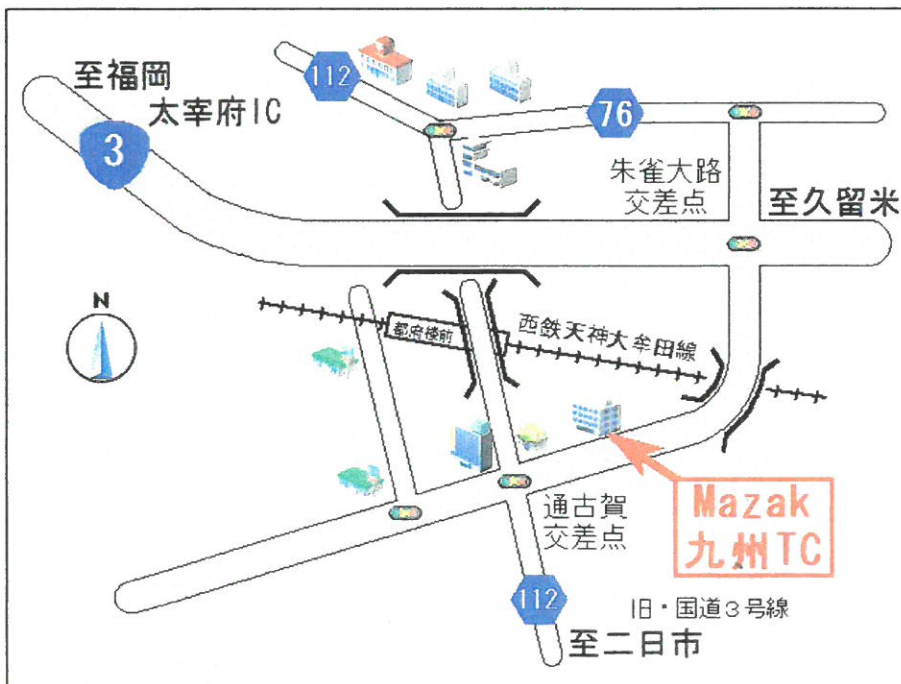 至福岡
太宰府IC
3
112
76
朱雀大路
交差点
至久留米
N
都府楼前
西鉄天神大牟田線
通古賀
交差点
Mazak
九州TC
112
旧・国道3号線
至二日市